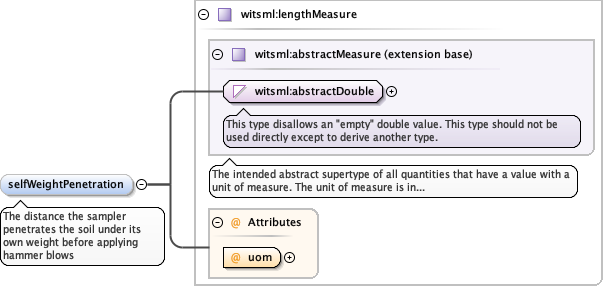 witsml:lengthMeasure
witsml:abstractMeasure (extension base)
witsml:abstractDouble
This type disallows an "empty" double value. This type should not be
used directly except to derive another type.
The intended abstract supertype of all quantities that have a value with a
unit of measure. The unit of measure is in...
selfWeightPenetration
The distance the sampler
penetrates the soil under its
own weight before applying
hammer blows
@ Attributes
@ uom